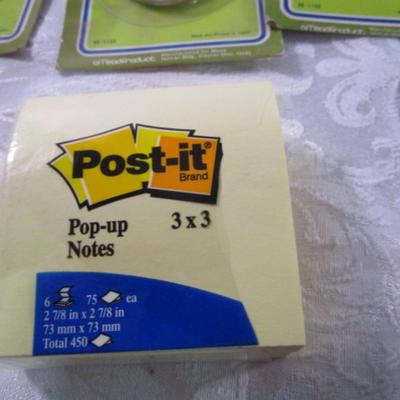 aMeadProduct
Post-it®
Brand
Pop-up 3 x 3
Notes
6 75 ea
2 7/8 in x 2 7/8 in
73 mm x 73 mm
Total 450